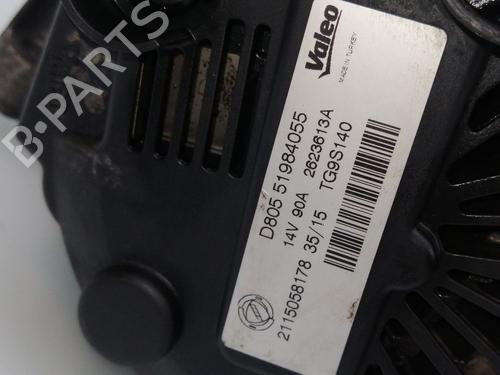 Valeo
MADE IN TURKEY
D805 51984055
14V 90A 2623613A
2115058178 35/15 TG9S140
B-PARTS